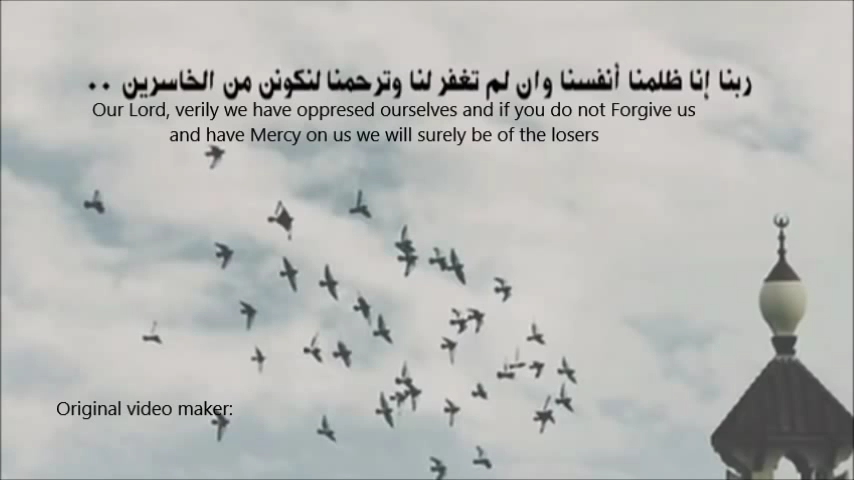 ربنا إنا ظلمنا أنفسنا وان لم تغفر لنا وترحمنا لنكونن من الخاسرين ..
Our Lord, verily we have oppresed ourselves and if you do not Forgive us
and have Mercy on us we will surely be of the losers
Original video maker: